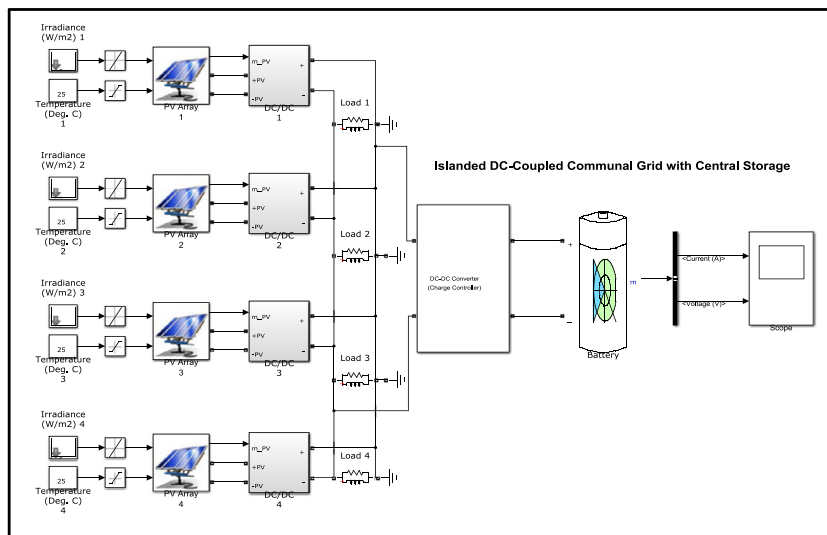 Islanded DC-Coupled Communal Grid with Central Storage
Irradiance
(W/m2) 1
25
Temperature
(Deg. C)
1
PV Array
1
m_PV
+PV
-PV
+
-
DC/DC
1
Load 1
Irradiance
(W/m2) 2
25
Temperature
(Deg. C)
2
PV Array
2
m_PV
+PV
-PV
+
-
DC/DC
2
Load 2
Irradiance
(W/m2) 3
25
Temperature
(Deg. C)
3
PV Array
3
m_PV
+PV
-PV
+
-
DC/DC
3
Load 3
Irradiance
(W/m2) 4
25
Temperature
(Deg. C)
4
PV Array
4
m_PV
+PV
-PV
+
-
DC/DC
4
Load 4
DC-DC Converter
(Charge Controller)
+
m
-
Battery
<Current (A)>
<Voltage (V)>
Scope